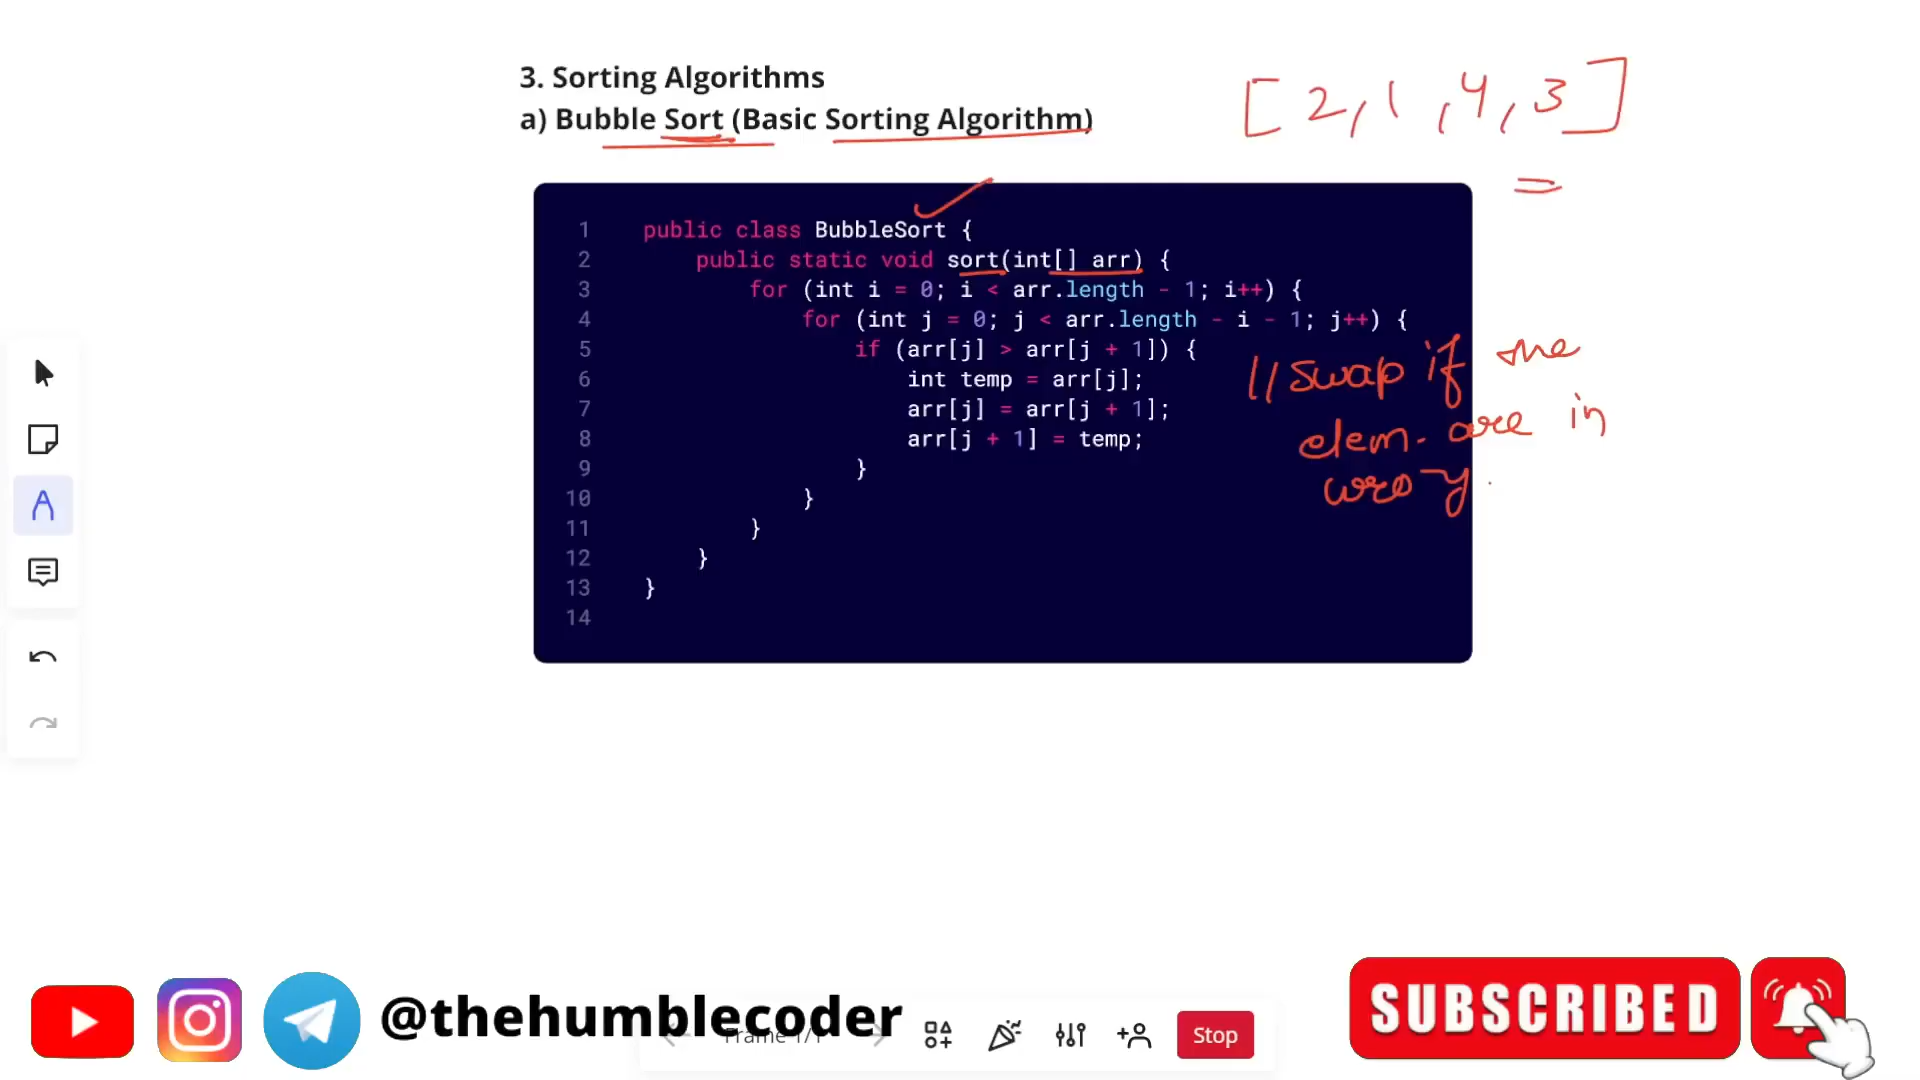 3. Sorting Algorithms
a) Bubble Sort (Basic Sorting Algorithm)
[2, 1, 4, 3]
=
1 public class BubbleSort {
2 public static void sort(int[] arr) {
3 for (int i = 0; i < arr.length - 1; i++) {
4 for (int j = 0; j < arr.length - i - 1; j++) {
5 if (arr[j] > arr[j + 1]) {
6 int temp = arr[j];
7 arr[j] = arr[j + 1];
8 arr[j + 1] = temp;
9 }
10 }
11 }
12 }
13 }
14
//swap if the
elem. are in
@thehumblecoder
Frame 1/1
Stop
SUBSCRIBED